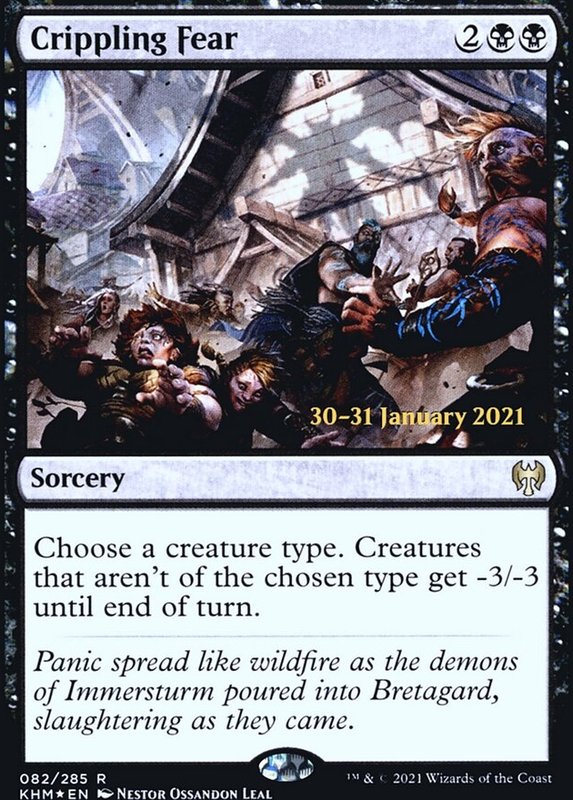 Crippling Fear 2
30–31 January 2021
Sorcery
Choose a creature type. Creatures
that aren't of the chosen type get -3/-3
until end of turn.
Panic spread like wildfire as the demons
of Immersturm poured into Bretagard,
slaughtering as they came.
082/285 R
KHM★EN Nestor Ossandon Leal
™ & © 2021 Wizards of the Coast